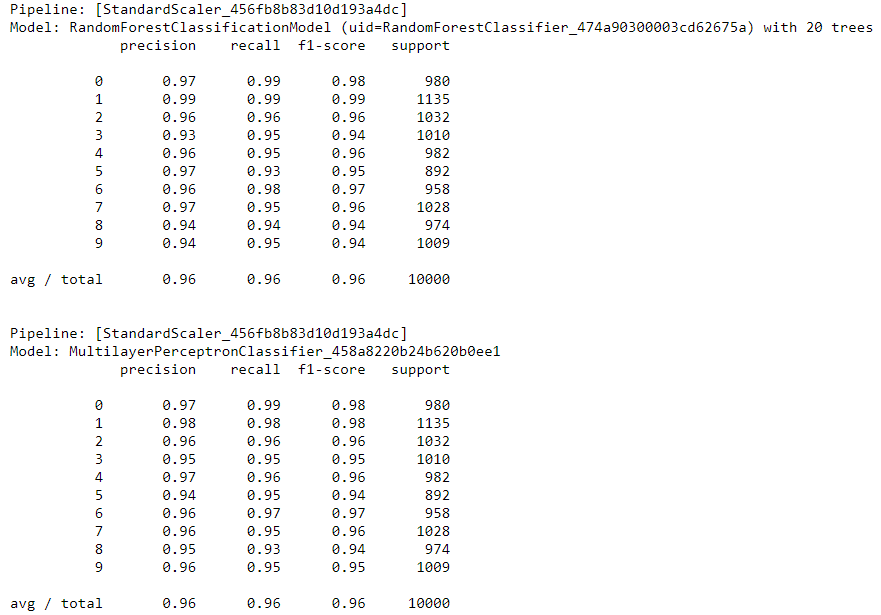 Pipeline: [StandardScaler_456fb8b83d10d193a4dc]
Model: RandomForestClassificationModel (uid=RandomForestClassifier_474a90300003cd62675a) with 20 trees
precision recall f1-score support
0 0.97 0.99 0.98 980
1 0.99 0.99 0.99 1135
2 0.96 0.96 0.96 1032
3 0.93 0.95 0.94 1010
4 0.96 0.95 0.96 982
5 0.97 0.93 0.95 892
6 0.96 0.98 0.97 958
7 0.97 0.95 0.96 1028
8 0.94 0.94 0.94 974
9 0.94 0.95 0.94 1009
avg / total 0.96 0.96 0.96 10000
Pipeline: [StandardScaler_456fb8b83d10d193a4dc]
Model: MultilayerPerceptronClassifier_458a8220b24b620b0ee1
precision recall f1-score support
0 0.97 0.99 0.98 980
1 0.98 0.98 0.98 1135
2 0.96 0.96 0.96 1032
3 0.95 0.95 0.95 1010
4 0.97 0.96 0.96 982
5 0.94 0.95 0.94 892
6 0.96 0.97 0.97 958
7 0.96 0.95 0.96 1028
8 0.95 0.93 0.94 974
9 0.96 0.95 0.95 1009
avg / total 0.96 0.96 0.96 10000